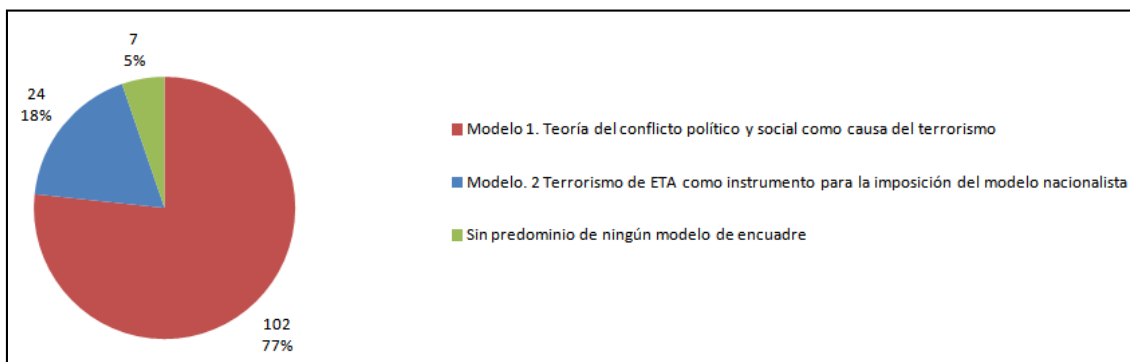 7
5%
24
18%
102
77%
Modelo 1. Teoría del conflicto político y social como causa del terrorismo
Modelo. 2 Terrorismo de ETA como instrumento para la imposición del modelo nacionalista
Sin predominio de ningún modelo de encuadre